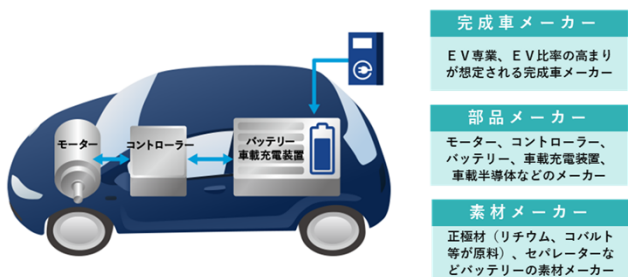 モーター
コントローラー
バッテリー
車載充電装置
完成車メーカー
ＥＶ専業、ＥＶ比率の高まり
が想定される完成車メーカー
部品メーカー
モーター、コントローラー、
バッテリー、車載充電装置、
車載半導体などのメーカー
素材メーカー
正極材（リチウム、コバルト
等が原料）、セパレーターな
どバッテリーの素材メーカー